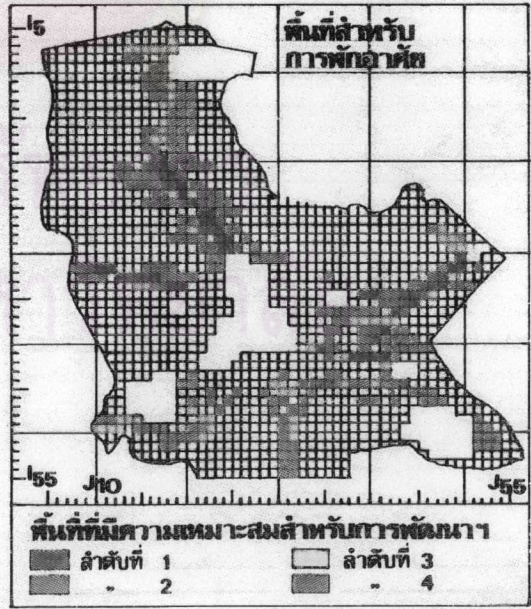 I5
พื้นที่สำหรับ
การพักอาศัย
I55 J10 J55
พื้นที่ที่มีความเหมาะสมสำหรับการพัฒนาฯ
ลำดับที่ 1 ลำดับที่ 3
" 2 " 4